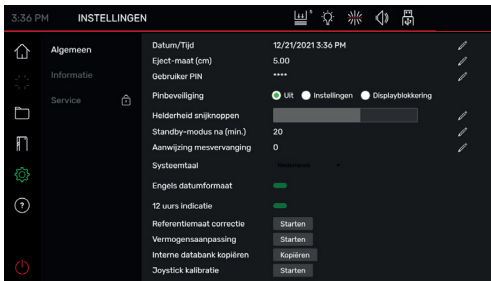 3:36 PM INSTELLINGEN
Algemeen
Informatie
Service
Datum/Tijd 12/21/2021 3:36 PM
Eject-maat (cm) 5.00
Gebruiker PIN ****
Pinbeveiliging Uit Instellingen Displayblokkering
Helderheid snijknoppen
Standby-modus na (min.) 20
Aanwijzing mesvervanging 0
Systeemtaal Nederlands
Engels datumformaat
12 uurs indicatie
Referentiemaat correctie Starten
Vermogensaanpassing Starten
Interne databank kopiëren Kopiëren
Joystick kalibratie Starten
?